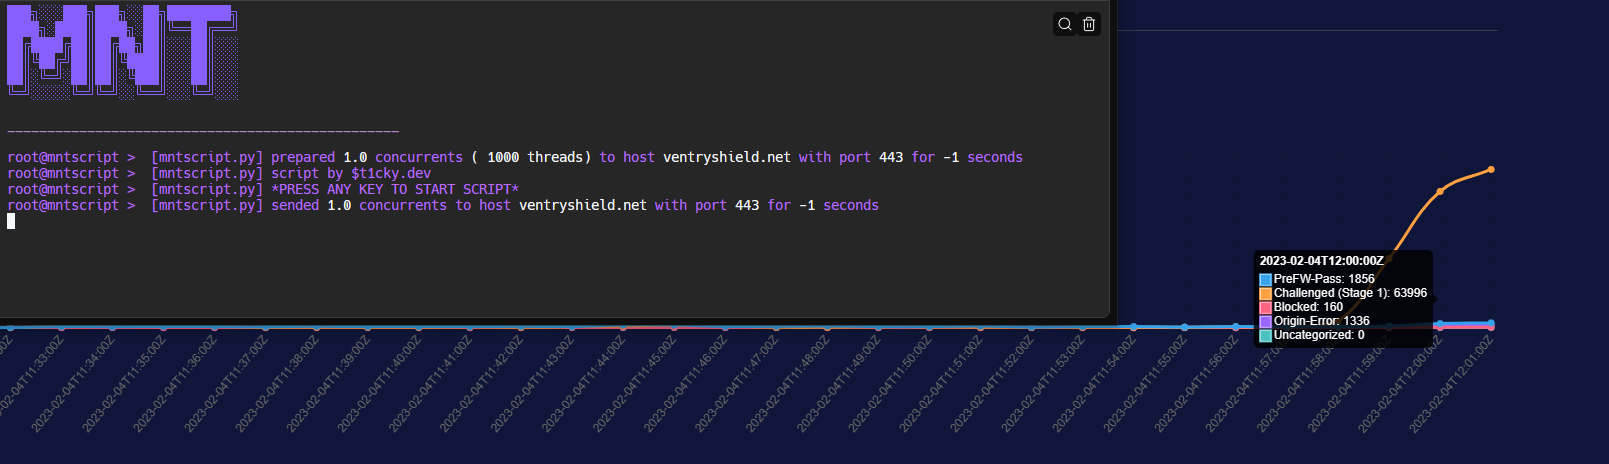 MNT
root@mntscript > [mntscript.py] prepared 1.0 concurrents ( 1000 threads) to host ventryshield.net with port 443 for -1 seconds
root@mntscript > [mntscript.py] script by $t1cky.dev
root@mntscript > [mntscript.py] *PRESS ANY KEY TO START SCRIPT*
root@mntscript > [mntscript.py] sended 1.0 concurrents to host ventryshield.net with port 443 for -1 seconds
2023-02-04T12:00:00Z
PreFW-Pass: 1856
Challenged (Stage 1): 63996
Blocked: 160
Origin-Error: 1336
Uncategorized: 0
2023-02-04T11:33:00Z
2023-02-04T11:34:00Z
2023-02-04T11:35:00Z
2023-02-04T11:36:00Z
2023-02-04T11:37:00Z
2023-02-04T11:38:00Z
2023-02-04T11:39:00Z
2023-02-04T11:40:00Z
2023-02-04T11:41:00Z
2023-02-04T11:42:00Z
2023-02-04T11:43:00Z
2023-02-04T11:44:00Z
2023-02-04T11:45:00Z
2023-02-04T11:46:00Z
2023-02-04T11:47:00Z
2023-02-04T11:48:00Z
2023-02-04T11:49:00Z
2023-02-04T11:50:00Z
2023-02-04T11:51:00Z
2023-02-04T11:52:00Z
2023-02-04T11:53:00Z
2023-02-04T11:54:00Z
2023-02-04T11:55:00Z
2023-02-04T11:56:00Z
2023-02-04T11:57:00Z
2023-02-04T11:58:00Z
2023-02-04T11:59:00Z
2023-02-04T12:00:00Z
2023-02-04T12:01:00Z